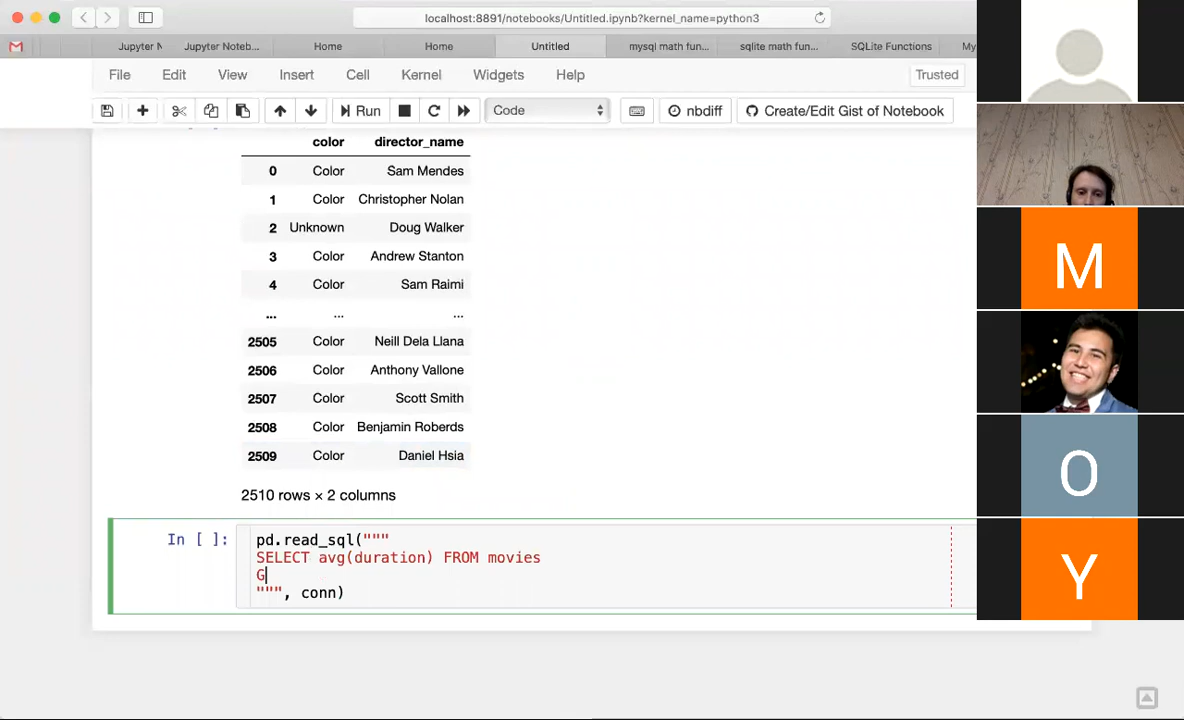 localhost:8891/notebooks/Untitled.ipynb?kernel_name=python3
Jupyter N
Jupyter Noteb...
Home
Home
Untitled
mysql math fun...
sqlite math fun...
SQLite Functions
My
File Edit View Insert Cell Kernel Widgets Help Trusted
Run Code nbdiff Create/Edit Gist of Notebook
color director_name
0 Color Sam Mendes
1 Color Christopher Nolan
2 Unknown Doug Walker
3 Color Andrew Stanton
4 Color Sam Raimi
... ... ...
2505 Color Neill Dela Llana
2506 Color Anthony Vallone
2507 Color Scott Smith
2508 Color Benjamin Roberds
2509 Color Daniel Hsia
2510 rows × 2 columns
In [ ]: pd.read_sql("""
SELECT avg(duration) FROM movies
G
""", conn)
M
O
Y